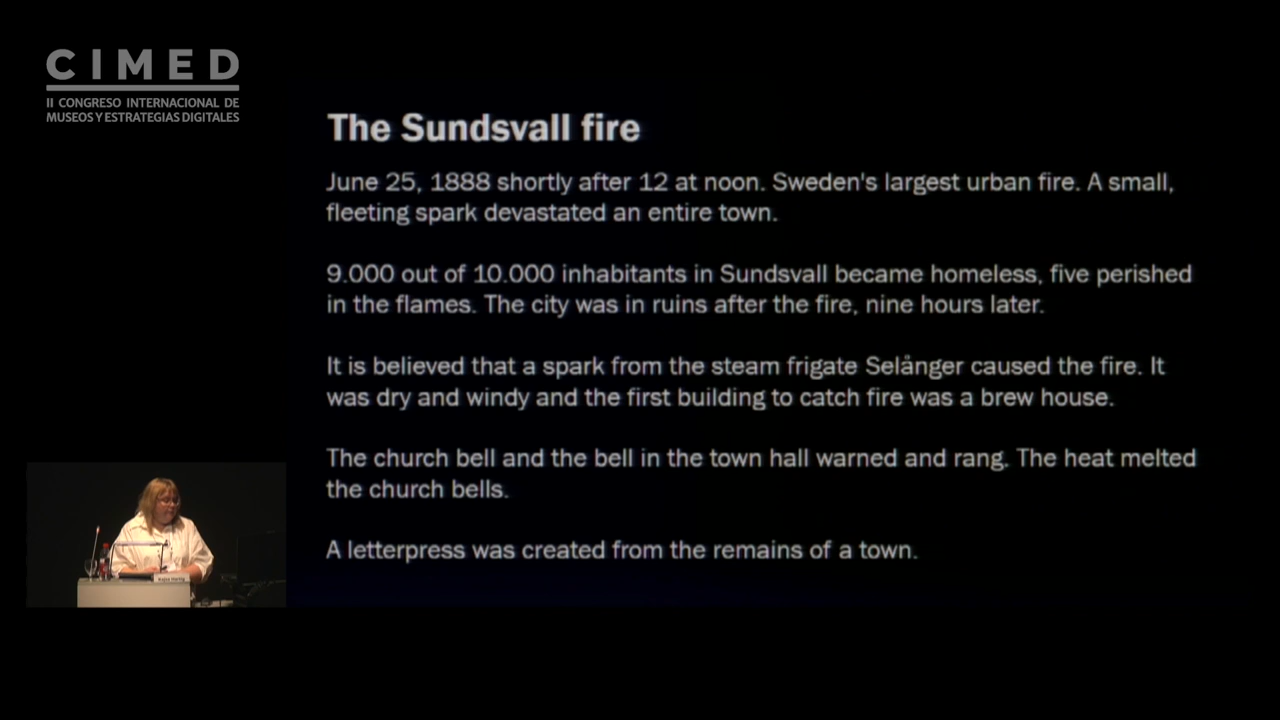 CIMED
II CONGRESO INTERNACIONAL DE
MUSEOS Y ESTRATEGIAS DIGITALES
The Sundsvall fire
June 25, 1888 shortly after 12 at noon. Sweden's largest urban fire. A small,
fleeting spark devastated an entire town.
9.000 out of 10.000 inhabitants in Sundsvall became homeless, five perished
in the flames. The city was in ruins after the fire, nine hours later.
It is believed that a spark from the steam frigate Selånger caused the fire. It
was dry and windy and the first building to catch fire was a brew house.
The church bell and the bell in the town hall warned and rang. The heat melted
the church bells.
A letterpress was created from the remains of a town.